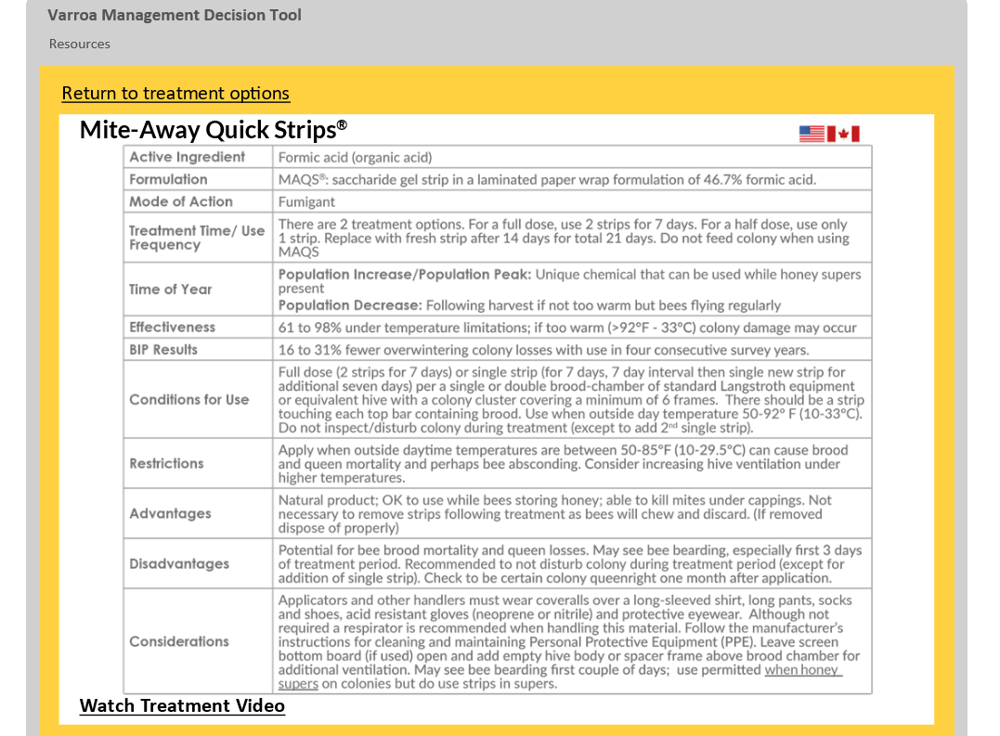 Varroa Management Decision Tool
Resources
Return to treatment options
Mite-Away Quick Strips®
Active Ingredient
Formic acid (organic acid)
Formulation
MAQS®: saccharide gel strip in a laminated paper wrap formulation of 46.7% formic acid.
Mode of Action
Fumigant
Treatment Time/ Use
Frequency
There are 2 treatment options. For a full dose, use 2 strips for 7 days. For a half dose, use only
1 strip. Replace with fresh strip after 14 days for total 21 days. Do not feed colony when using
MAQS
Time of Year
Population Increase/Population Peak: Unique chemical that can be used while honey supers
present
Population Decrease: Following harvest if not too warm but bees flying regularly
Effectiveness
61 to 98% under temperature limitations; if too warm (>92°F - 33°C) colony damage may occur
BIP Results
16 to 31% fewer overwintering colony losses with use in four consecutive survey years.
Conditions for Use
Full dose (2 strips for 7 days) or single strip (for 7 days, 7 day interval then single new strip for
additional seven days) per a single or double brood-chamber of standard Langstroth equipment
or equivalent hive with a colony cluster covering a minimum of 6 frames. There should be a strip
touching each top bar containing brood. Use when outside day temperature 50-92° F (10-33°C).
Do not inspect/disturb colony during treatment (except to add 2nd single strip).
Restrictions
Apply when outside daytime temperatures are between 50-85°F (10-29.5°C) can cause brood
and queen mortality and perhaps bee absconding. Consider increasing hive ventilation under
higher temperatures.
Advantages
Natural product; OK to use while bees storing honey; able to kill mites under cappings. Not
necessary to remove strips following treatment as bees will chew and discard. (If removed
dispose of properly)
Disadvantages
Potential for bee brood mortality and queen losses. May see bee bearding, especially first 3 days
of treatment period. Recommended to not disturb colony during treatment period (except for
addition of single strip). Check to be certain colony queenright one month after application.
Considerations
Applicators and other handlers must wear coveralls over a long-sleeved shirt, long pants, socks
and shoes, acid resistant gloves (neoprene or nitrile) and protective eyewear. Although not
required a respirator is recommended when handling this material. Follow the manufacturer's
instructions for cleaning and maintaining Personal Protective Equipment (PPE). Leave screen
bottom board (if used) open and add empty hive body or spacer frame above brood chamber for
additional ventilation. May see bee bearding first couple of days; use permitted when honey
supers on colonies but do use strips in supers.
Watch Treatment Video